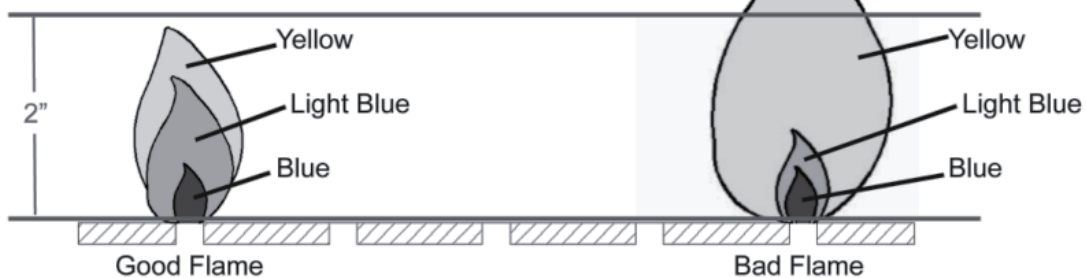 Yellow
Yellow
2”
Light Blue
Light Blue
Blue
Blue
Good Flame
Bad Flame